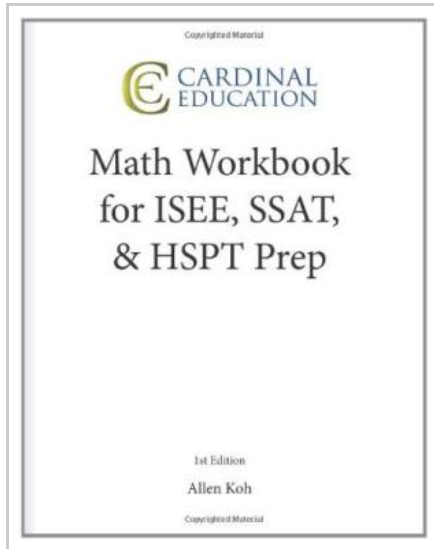 Copyrighted Material
CARDINAL
EDUCATION
Math Workbook
for ISEE, SSAT,
& HSPT Prep
1st Edition
Allen Koh
Copyrighted Material